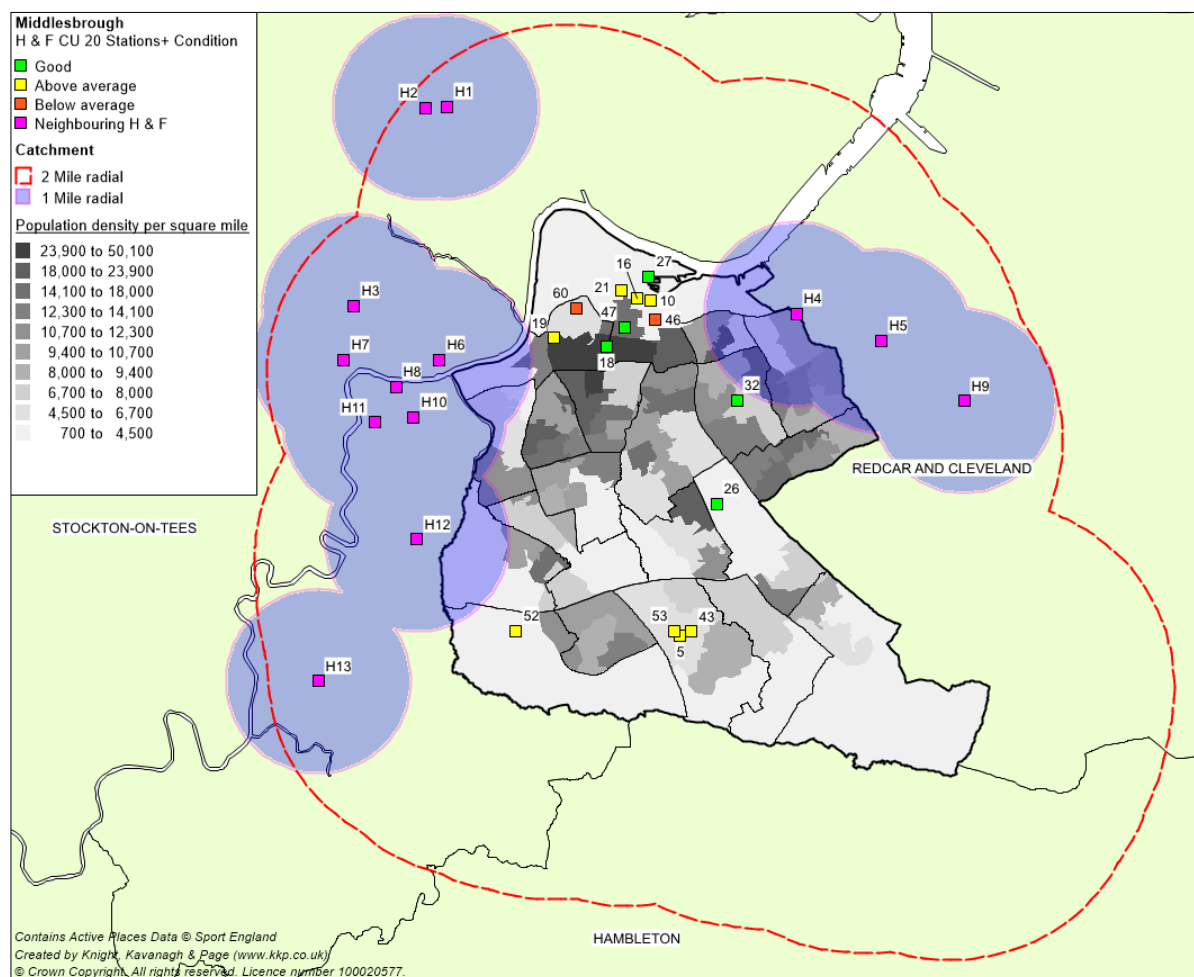 Middlesbrough
H & F CU 20 Stations+ Condition
Good
Above average
Below average
Neighbouring H & F
Catchment
2 Mile radial
1 Mile radial
Population density per square mile
23,900 to 50,100
18,000 to 23,900
14,100 to 18,000
12,300 to 14,100
10,700 to 12,300
9,400 to 10,700
8,000 to 9,400
6,700 to 8,000
4,500 to 6,700
700 to 4,500
H2
H1
27
16
21
10
60
H3
47
46
H4
19
H5
H7
H6
18
H8
32
H9
H11
H10
REDCAR AND CLEVELAND
26
STOCKTON-ON-TEES
H12
52
53
43
5
H13
HAMBLETON
Contains Active Places Data © Sport England
Created by Knight, Kavanagh & Page (www.kkp.co.uk)
© Crown Copyright. All rights reserved. Licence number 100020577.